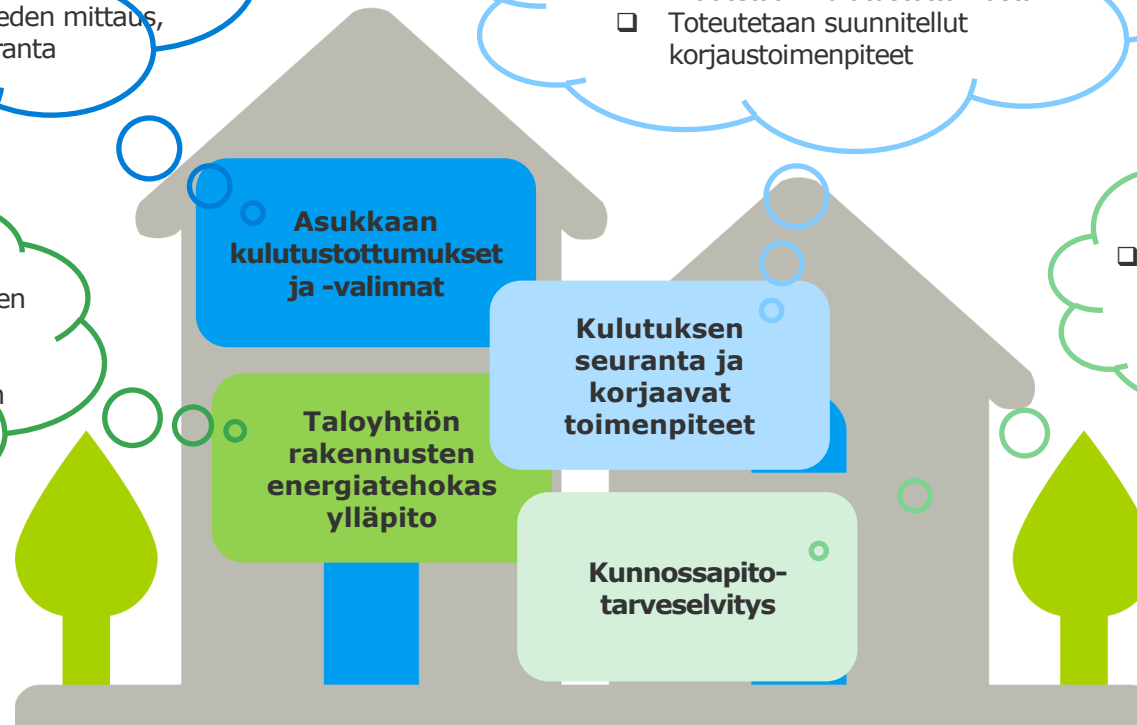 eden mittaus,
ranta
❑ Toteutetaan suunnitellut
korjaustoimenpiteet
Asukkaan
kulutustottumukset
ja -valinnat
en
Kulutuksen
seuranta ja
korjaavat
toimenpiteet
Taloyhtiön
rakennusten
energiatehokas
ylläpito
❑
Kunnossapito-
tarveselvitys